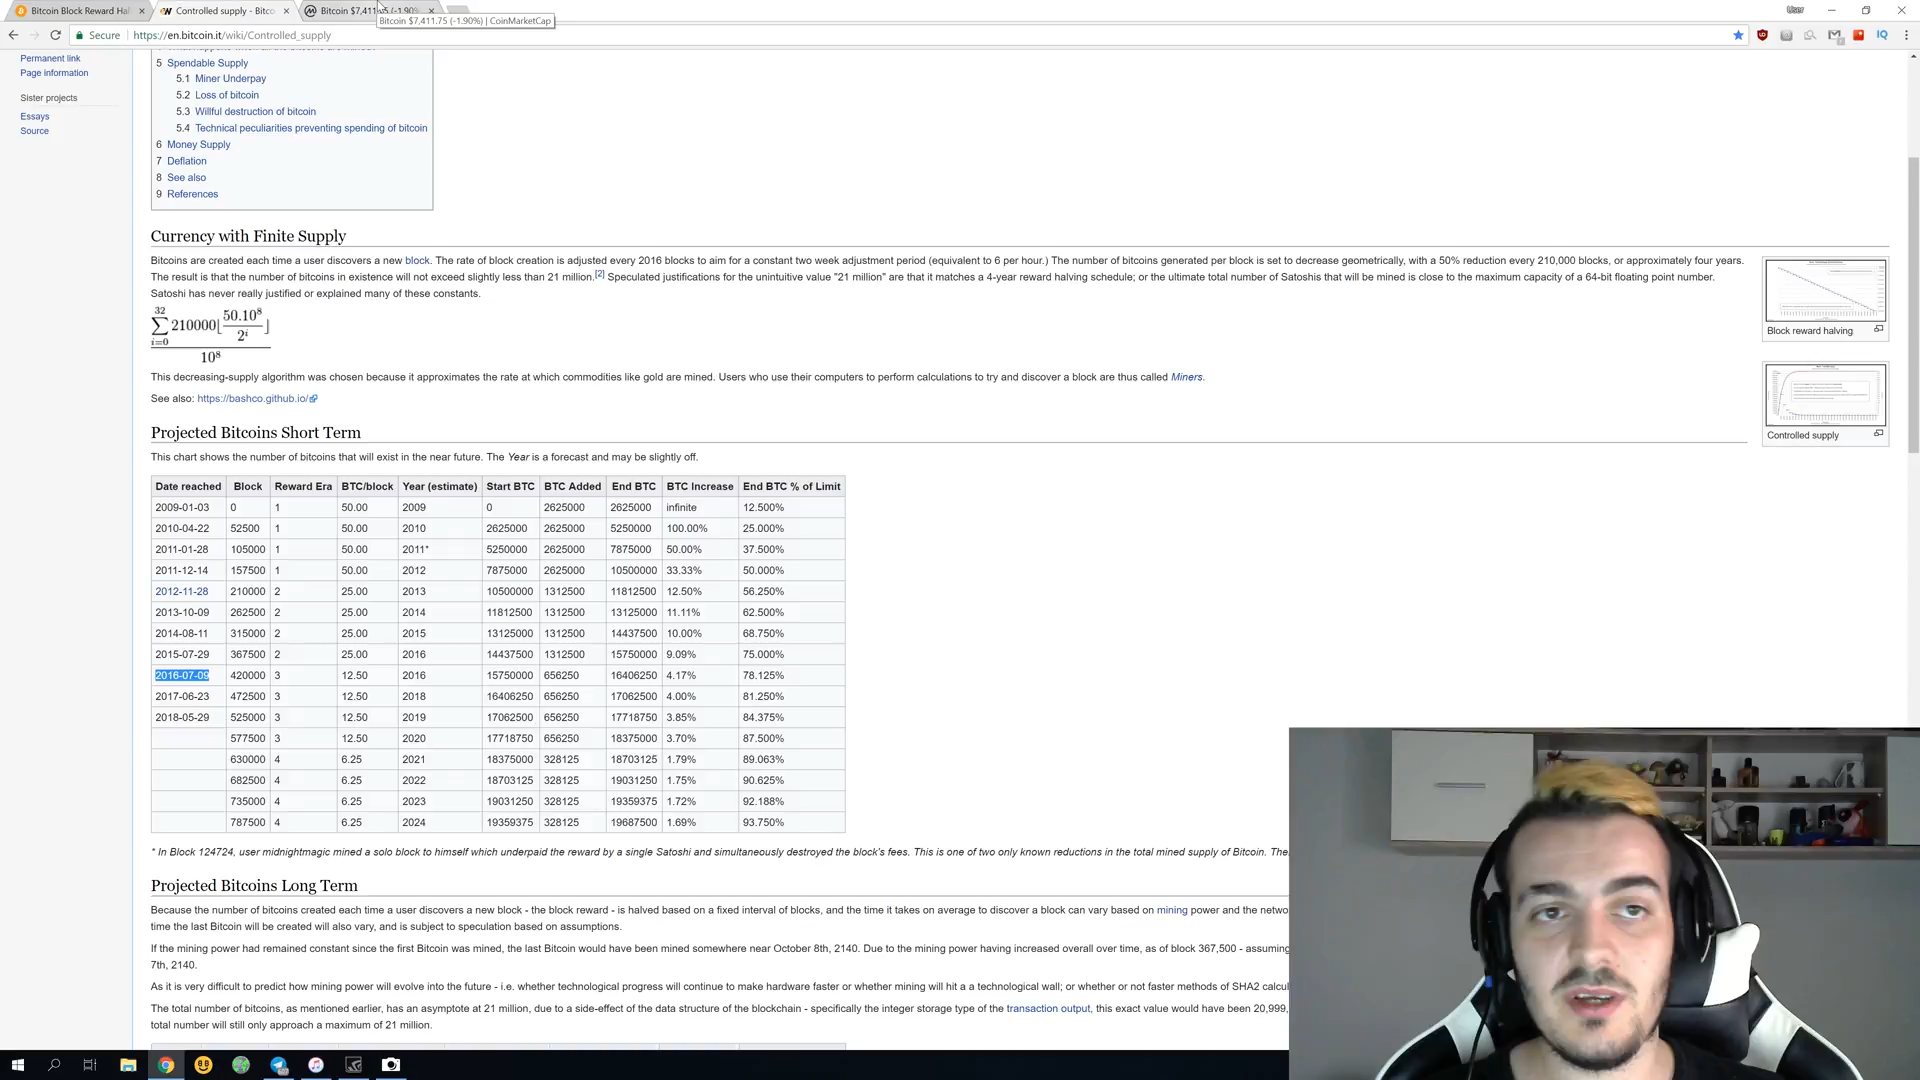 Bitcoin Block Reward Hal
Controlled supply - Bitco
Bitcoin $7,411.75 (-1.90%
User
Bitcoin $7,411.75 (-1.90%) | CoinMarketCap
Secure
https://en.bitcoin.it/wiki/Controlled_supply
Permanent link
Page information
Sister projects
Essays
Source
5 Spendable Supply
5.1 Miner Underpay
5.2 Loss of bitcoin
5.3 Willful destruction of bitcoin
5.4 Technical peculiarities preventing spending of bitcoin
6 Money Supply
7 Deflation
8 See also
9 References
Currency with Finite Supply
Bitcoins are created each time a user discovers a new block. The rate of block creation is adjusted every 2016 blocks to aim for a constant two week adjustment period (equivalent to 6 per hour.) The number of bitcoins generated per block is set to decrease geometrically, with a 50% reduction every 210,000 blocks, or approximately four years.
The result is that the number of bitcoins in existence will not exceed slightly less than 21 million.[2] Speculated justifications for the unintuitive value "21 million" are that it matches a 4-year reward halving schedule; or the ultimate total number of Satoshis that will be mined is close to the maximum capacity of a 64-bit floating point number.
Satoshi has never really justified or explained many of these constants.
32
∑ 210000⌊ 50.10⁸ / 2ⁱ ⌋
i=0
10⁸
Block reward halving
This decreasing-supply algorithm was chosen because it approximates the rate at which commodities like gold are mined. Users who use their computers to perform calculations to try and discover a block are thus called Miners.
See also: https://bashco.github.io/
Controlled supply
Projected Bitcoins Short Term
This chart shows the number of bitcoins that will exist in the near future. The Year is a forecast and may be slightly off.
Date reached Block Reward Era BTC/block Year (estimate) Start BTC BTC Added End BTC BTC Increase End BTC % of Limit
2009-01-03 0 1 50.00 2009 0 2625000 2625000 infinite 12.500%
2010-04-22 52500 1 50.00 2010 2625000 2625000 5250000 100.00% 25.000%
2011-01-28 105000 1 50.00 2011* 5250000 2625000 7875000 50.00% 37.500%
2011-12-14 157500 1 50.00 2012 7875000 2625000 10500000 33.33% 50.000%
2012-11-28 210000 2 25.00 2013 10500000 1312500 11812500 12.50% 56.250%
2013-10-09 262500 2 25.00 2014 11812500 1312500 13125000 11.11% 62.500%
2014-08-11 315000 2 25.00 2015 13125000 1312500 14437500 10.00% 68.750%
2015-07-29 367500 2 25.00 2016 14437500 1312500 15750000 9.09% 75.000%
2016-07-09 420000 3 12.50 2016 15750000 656250 16406250 4.17% 78.125%
2017-06-23 472500 3 12.50 2018 16406250 656250 17062500 4.00% 81.250%
2018-05-29 525000 3 12.50 2019 17062500 656250 17718750 3.85% 84.375%
577500 3 12.50 2020 17718750 656250 18375000 3.70% 87.500%
630000 4 6.25 2021 18375000 328125 18703125 1.79% 89.063%
682500 4 6.25 2022 18703125 328125 19031250 1.75% 90.625%
735000 4 6.25 2023 19031250 328125 19359375 1.72% 92.188%
787500 4 6.25 2024 19359375 328125 19687500 1.69% 93.750%
* In Block 124724, user midnightmagic mined a solo block to himself which underpaid the reward by a single Satoshi and simultaneously destroyed the block's fees. This is one of two only known reductions in the total mined supply of Bitcoin. The
Projected Bitcoins Long Term
Because the number of bitcoins created each time a user discovers a new block - the block reward - is halved based on a fixed interval of blocks, and the time it takes on average to discover a block can vary based on mining power and the netwo
time the last Bitcoin will be created will also vary, and is subject to speculation based on assumptions.
If the mining power had remained constant since the first Bitcoin was mined, the last Bitcoin would have been mined somewhere near October 8th, 2140. Due to the mining power having increased overall over time, as of block 367,500 - assuming
7th, 2140.
As it is very difficult to predict how mining power will evolve into the future - i.e. whether technological progress will continue to make hardware faster or whether mining will hit a a technological wall; or whether or not faster methods of SHA2 calcul
The total number of bitcoins, as mentioned earlier, has an asymptote at 21 million, due to a side-effect of the data structure of the blockchain - specifically the integer storage type of the transaction output, this exact value would have been 20,999,
total number will still only approach a maximum of 21 million.